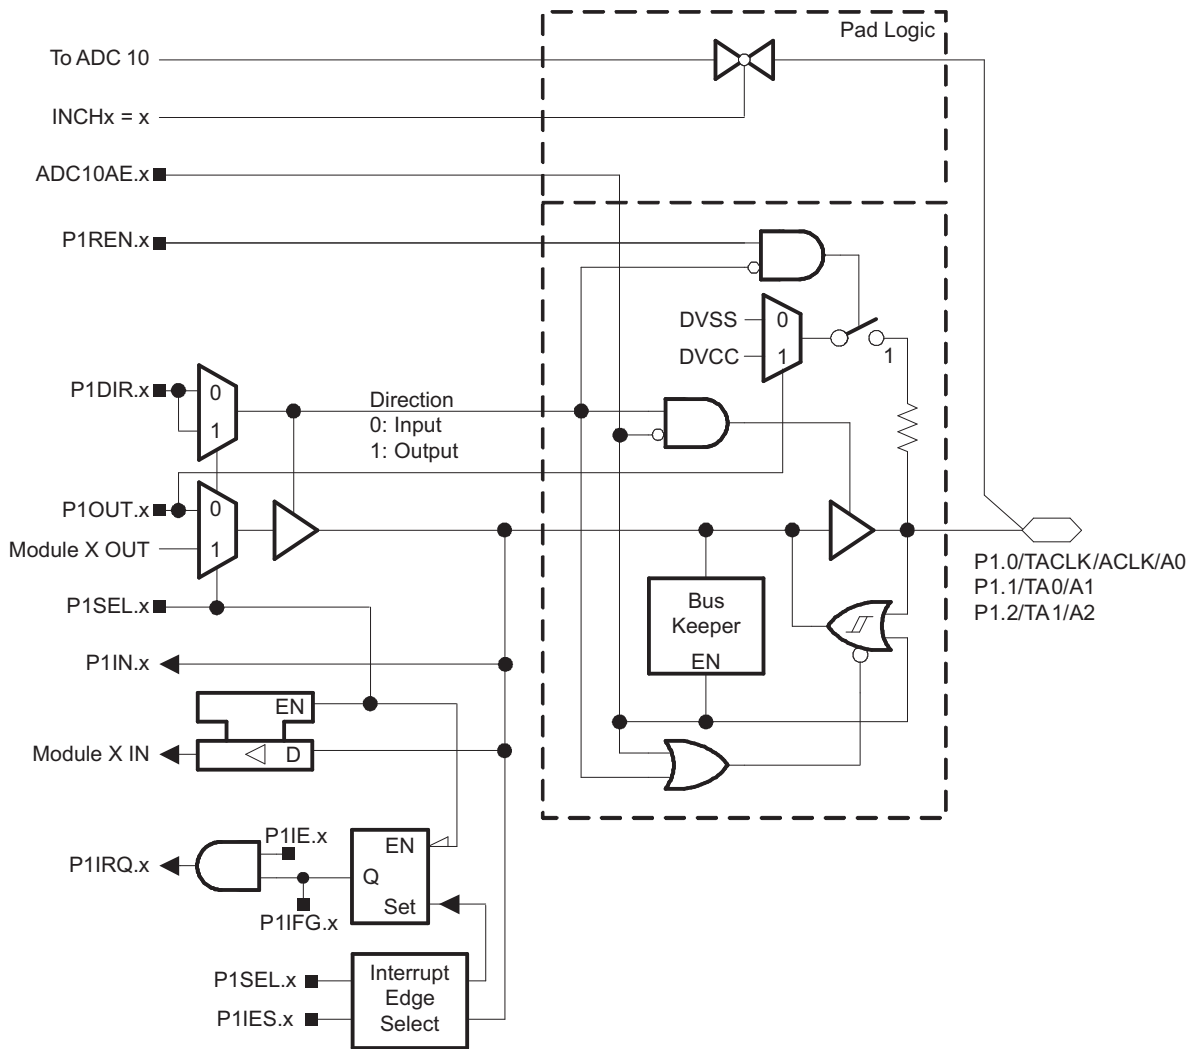 Pad Logic
To ADC 10
INCHx = x
ADC10AE.x
P1REN.x
DVSS
0
DVCC
1
1
P1DIR.x
0
1
Direction
0: Input
1: Output
P1OUT.x
0
Module X OUT
1
P1.0/TACLK/ACLK/A0
P1.1/TA0/A1
P1.2/TA1/A2
P1SEL.x
Bus
Keeper
EN
P1IN.x
EN
Module X IN
D
P1IE.x
EN
P1IRQ.x
Q
Set
P1IFG.x
P1SEL.x
P1IES.x
Interrupt
Edge
Select